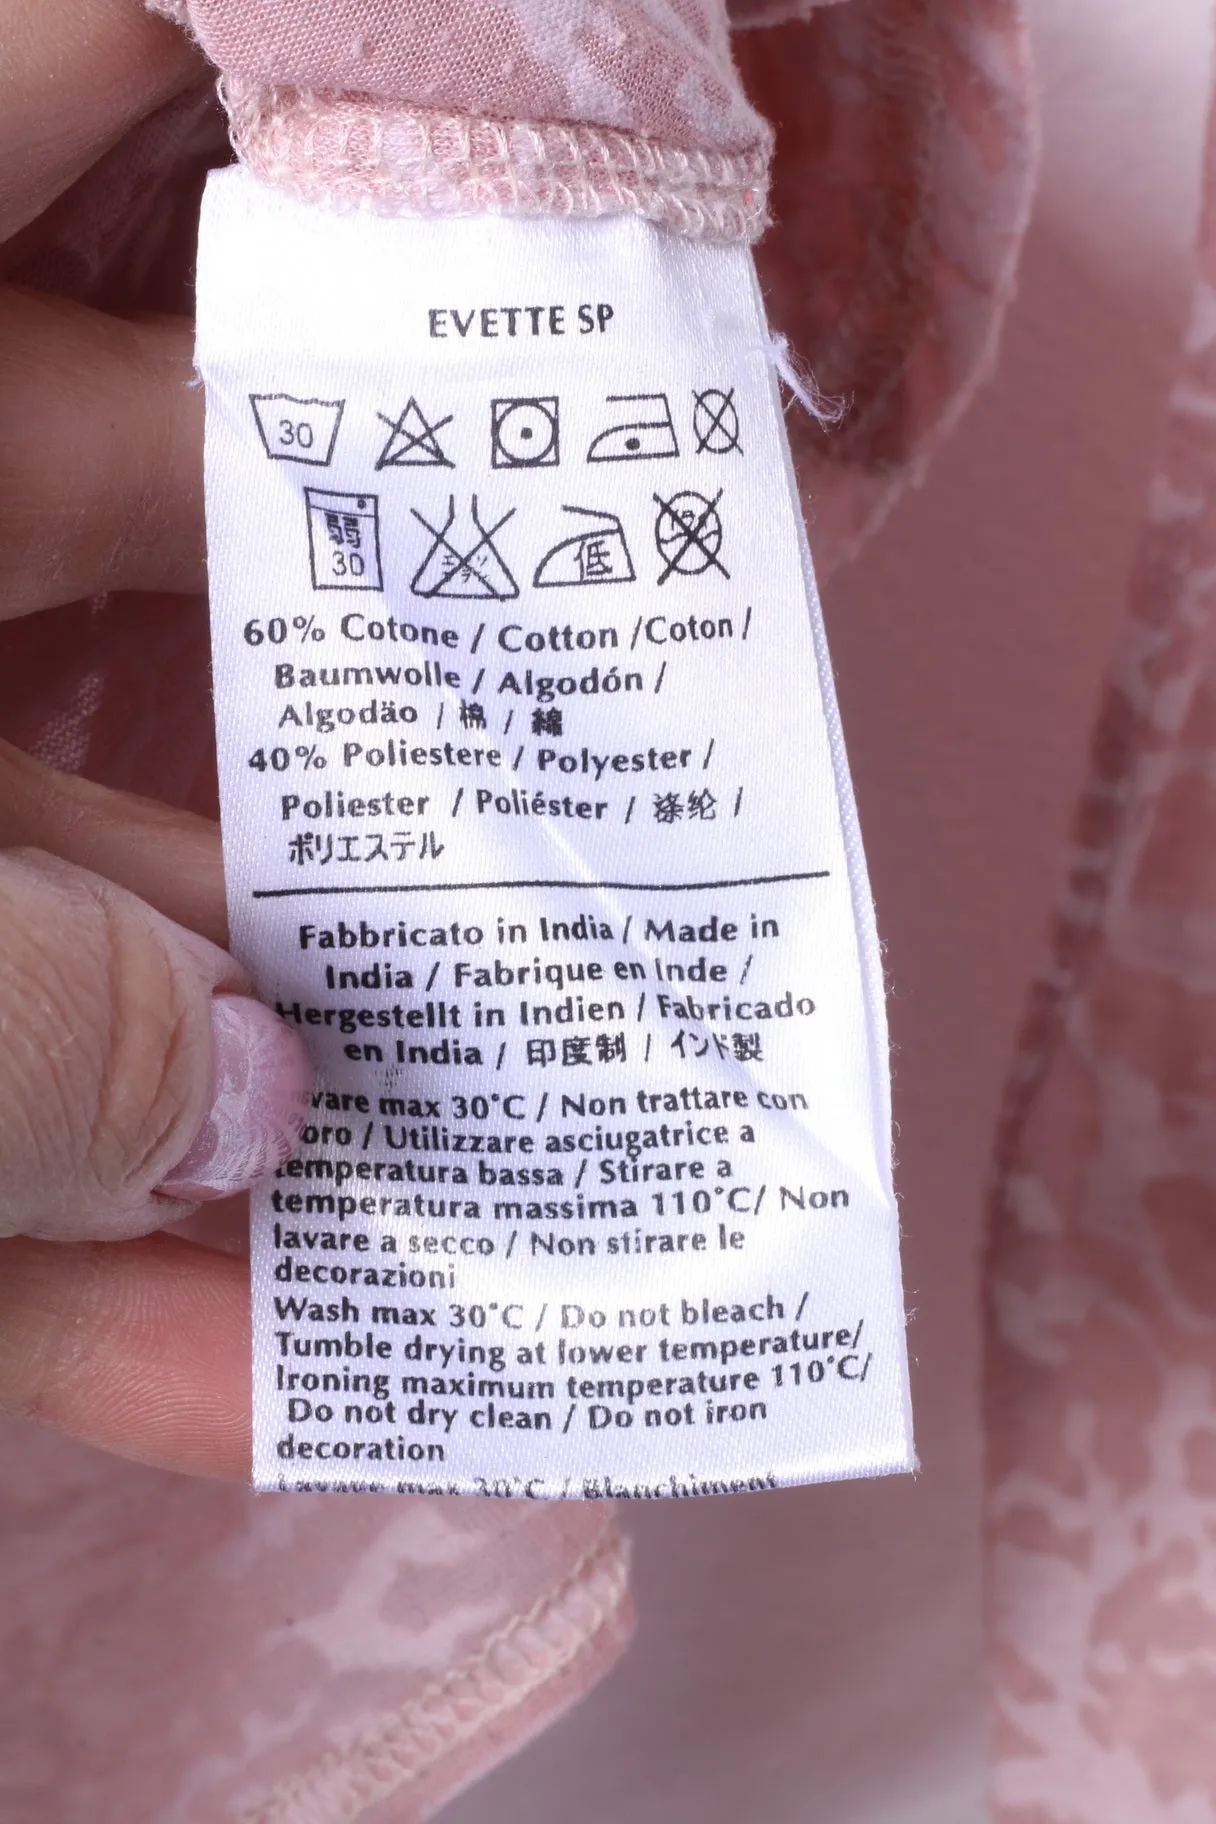 EVETTE SP
30
弱
30
低
60% Cotone / Cotton /Coton /
Baumwolle / Algodón /
Algodäo / 棉 / 綿
40% Poliestere / Polyester /
Poliester / Poliéster / 涤纶 /
ポリエステル
Fabbricato in India / Made in
India / Fabrique en Inde /
Hergestellt in Indien / Fabricado
en India / 印度制 / インド製
max 30°C / Non trattare con
/ Utilizzare asciugatrice a
temperatura bassa / Stirare a
temperatura massima 110°C/ Non
lavare a secco / Non stirare le
decorazioni
Wash max 30°C / Do not bleach /
Tumble drying at lower temperature/
Ironing maximum temperature 110°C/
Do not dry clean / Do not iron
decoration
max 30°C / Blanchiment